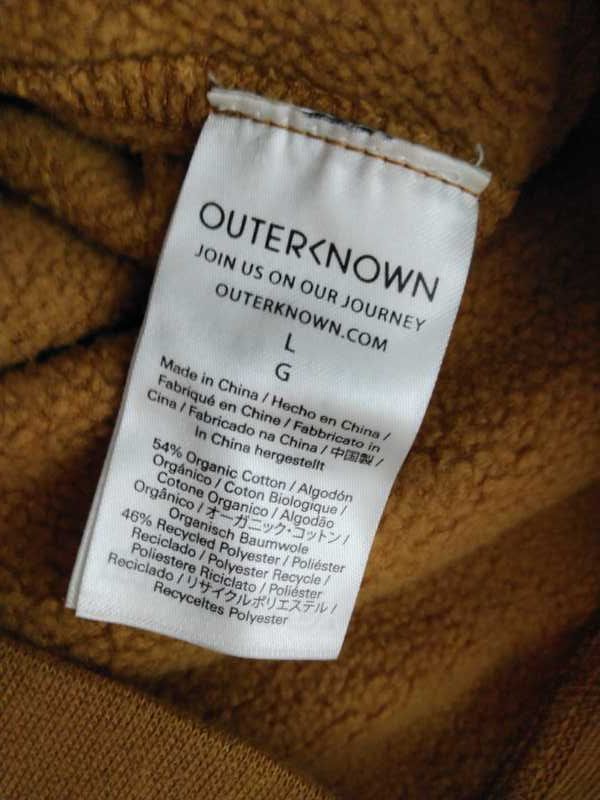 OUTERKNOWN
JOIN US ON OUR JOURNEY
OUTERKNOWN.COM
L
G
Made in China / Hecho en China /
Fabriqué en Chine / Fabbricato in
Cina / Fabricado na China / 中国製 /
In China hergestellt
54% Organic Cotton / Algodón
Orgánico / Coton Biologique /
Cotone Organico / Algodão
Orgânico / オーガニック・コットン /
Organisch Baumwole
46% Recycled Polyester / Poliéster
Reciclado / Polyester Recycle /
Poliestere Riciclato / Poliester
Reciclado / リサイクルポリエステル /
Recyceltes Polyester